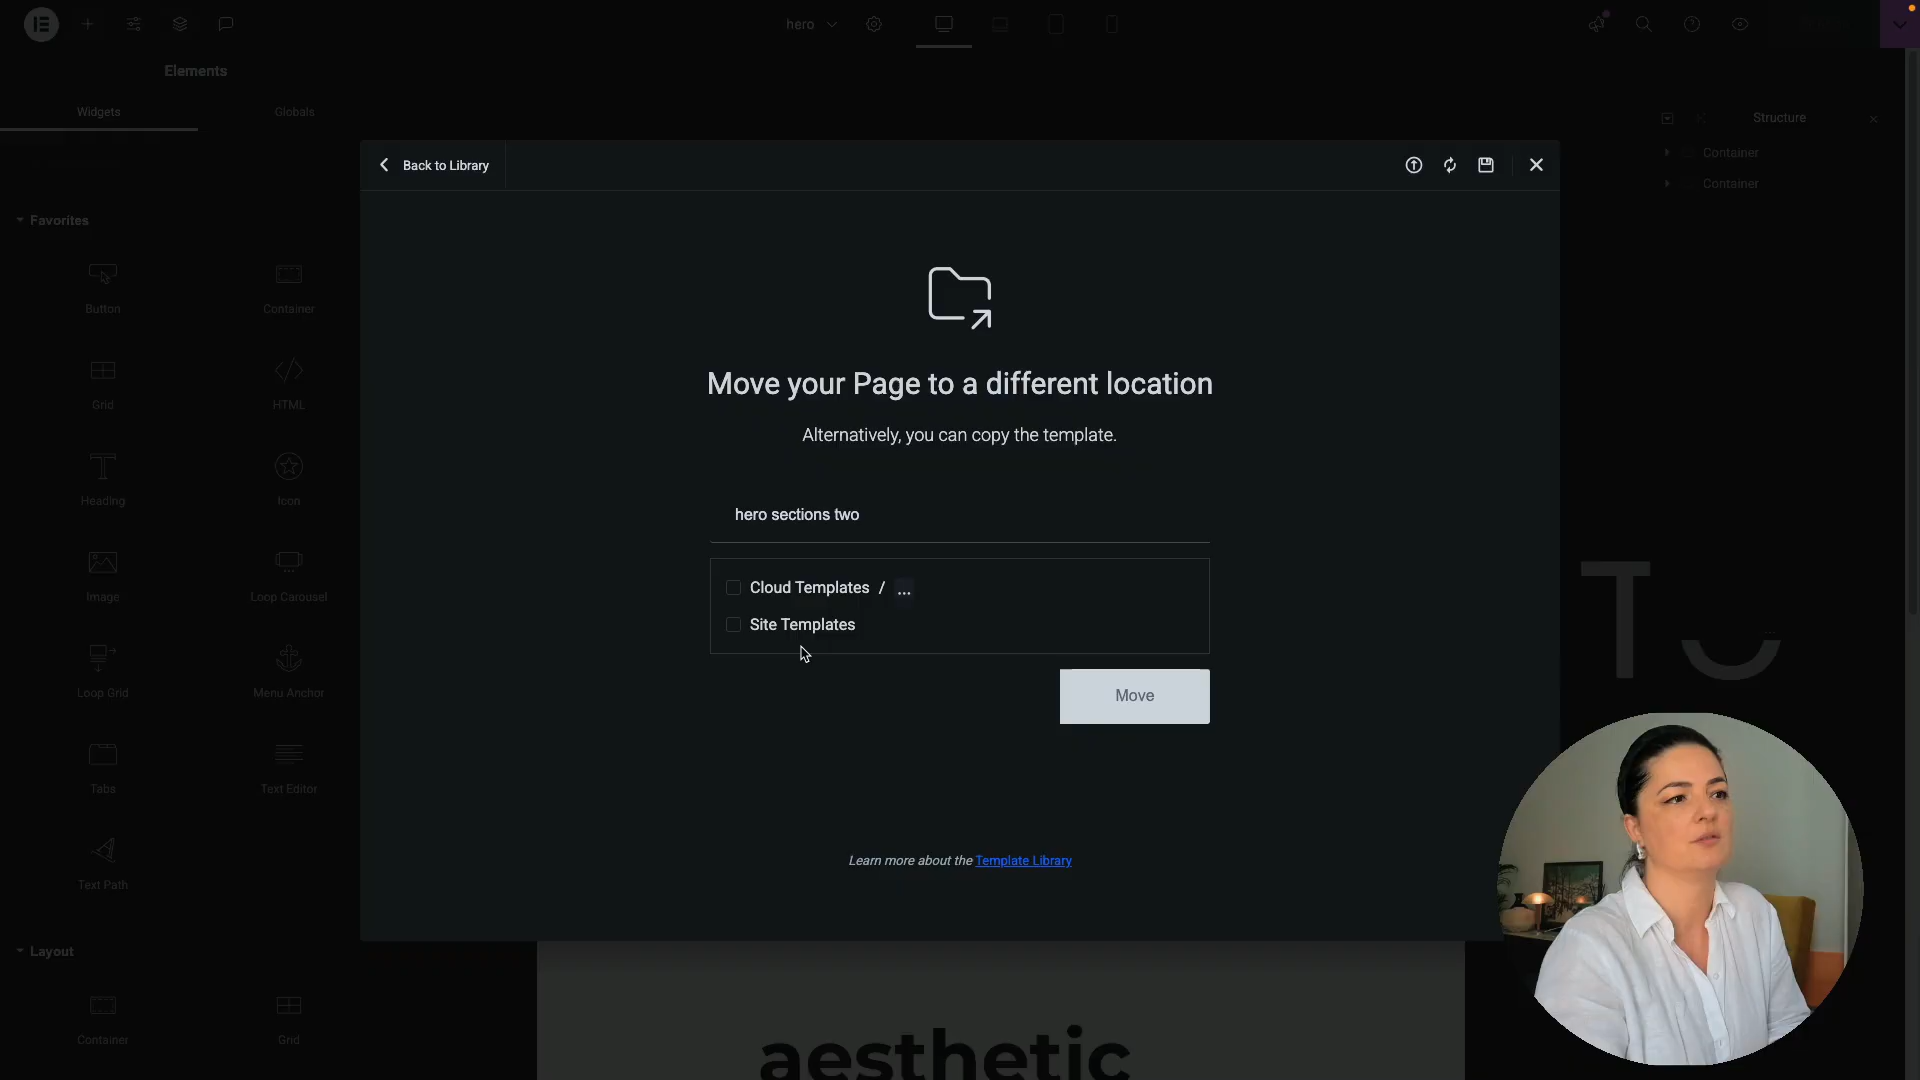 hero
Elements
Widgets
Globals
Structure
Container
Container
Back to Library
Favorites
Button
Container
Grid
HTML
Heading
Icon
Image
Loop Carousel
Loop Grid
Menu Anchor
Tabs
Text Editor
Text Path
Layout
Container
Grid
Move your Page to a different location
Alternatively, you can copy the template.
hero sections two
Cloud Templates / ...
Site Templates
Move
Learn more about the Template Library
aesthetic